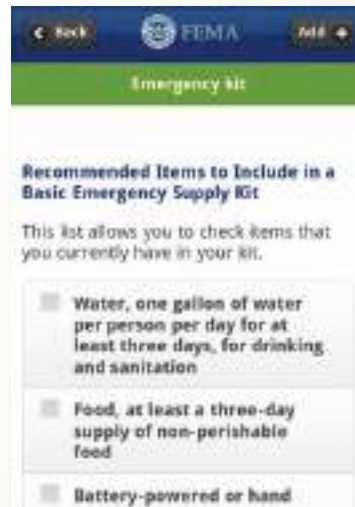 Back
FEMA
Add +
Emergency kit
Recommended Items to Include in a
Basic Emergency Supply Kit
This list allows you to check items that
you currently have in your kit.
Water, one gallon of water
per person per day for at
least three days, for drinking
and sanitation
Food, at least a three-day
supply of non-perishable
food
Battery-powered or hand